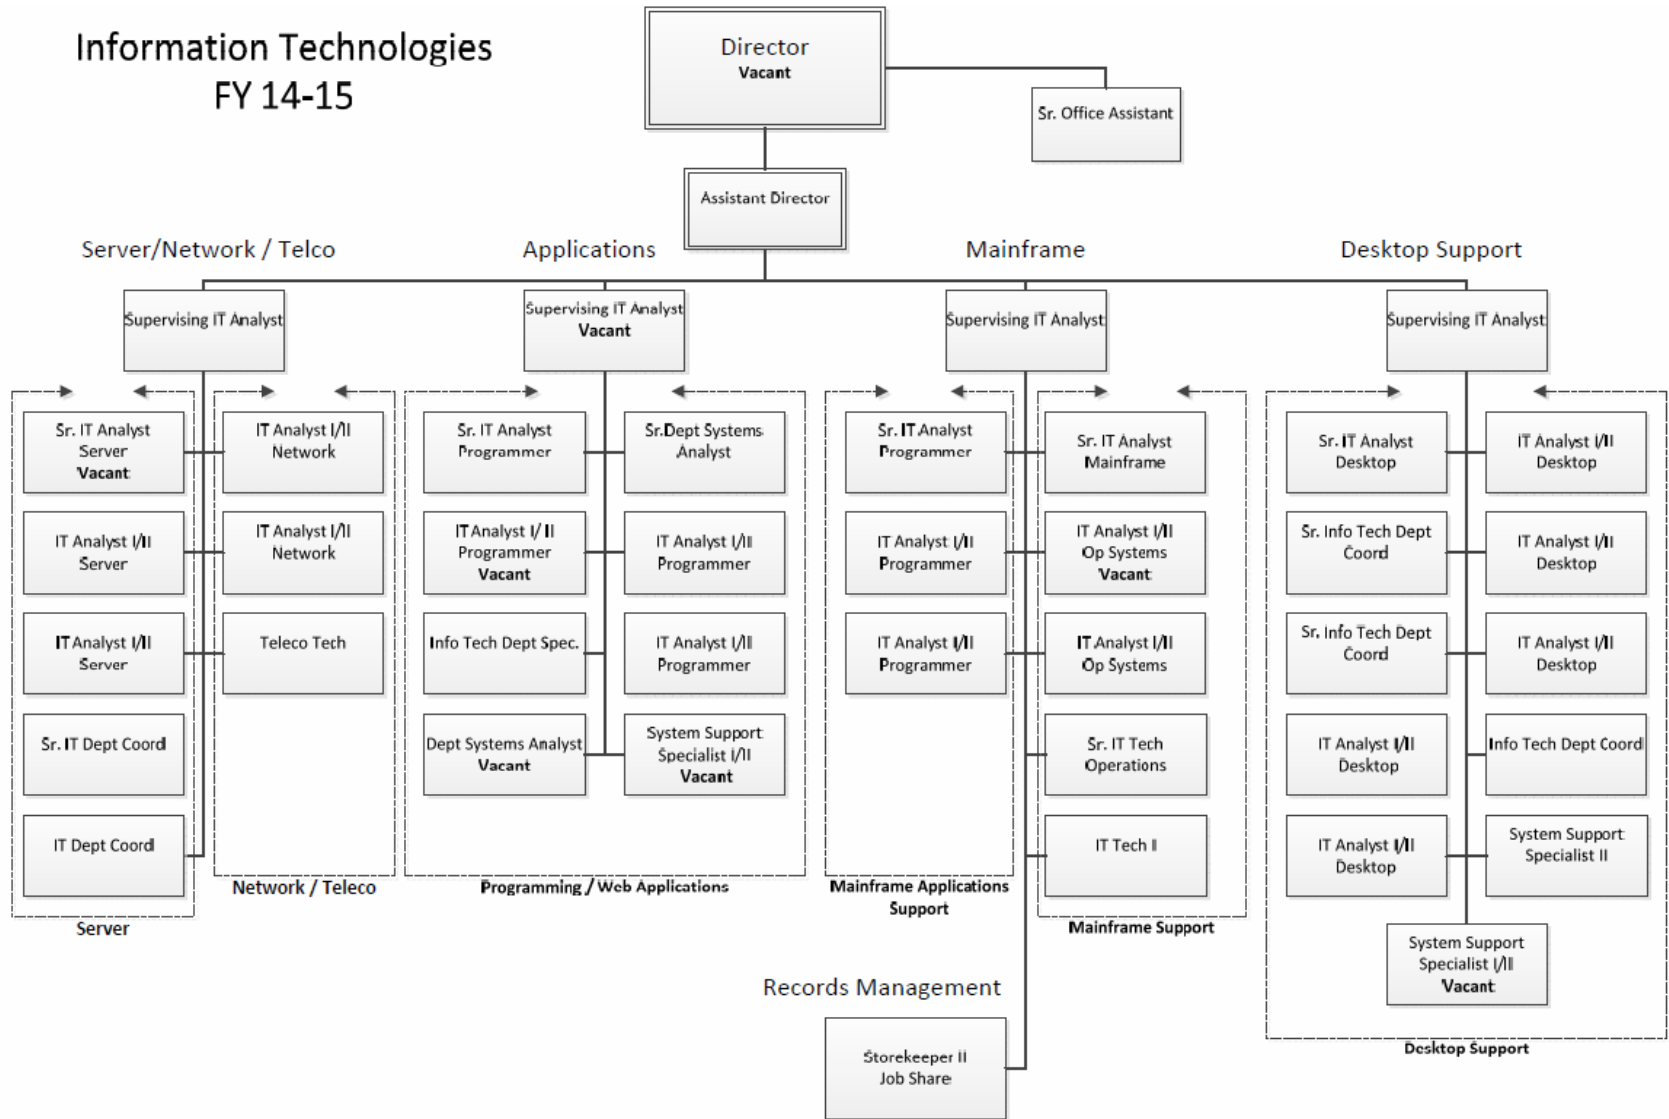 Information Technologies
FY 14-15
Director
Vacant
Sr. Office Assistant
Assistant Director
Server/Network / Telco
Applications
Mainframe
Desktop Support
Supervising IT Analyst
Supervising IT Analyst
Vacant
Supervising IT Analyst
Supervising IT Analyst
Sr. IT Analyst
Server
Vacant
IT Analyst I/II
Server
IT Analyst I/II
Server
Sr. IT Dept Coord
IT Dept Coord
Server
IT Analyst I/II
Network
IT Analyst I/II
Network
Teleco Tech
Network / Teleco
Sr. IT Analyst
Programmer
IT Analyst I/ II
Programmer
Vacant
Info Tech Dept Spec.
Dept Systems Analyst
Vacant
Sr.Dept Systems
Analyst
IT Analyst I/II
Programmer
IT Analyst I/II
Programmer
System Support
Specialist I/II
Vacant
Programming / Web Applications
Sr. IT Analyst
Programmer
IT Analyst I/II
Programmer
IT Analyst I/II
Programmer
Mainframe Applications
Support
Sr. IT Analyst
Mainframe
IT Analyst I/II
Op Systems
Vacant
IT Analyst I/II
Op Systems
Sr. IT Tech
Operations
IT Tech II
Mainframe Support
Records Management
Storekeeper II
Job Share
Sr. IT Analyst
Desktop
Sr. Info Tech Dept
Coord
Sr. Info Tech Dept
Coord
IT Analyst I/II
Desktop
IT Analyst I/II
Desktop
IT Analyst I/II
Desktop
IT Analyst I/II
Desktop
IT Analyst I/II
Desktop
Info Tech Dept Coord
System Support
Specialist II
System Support
Specialist I/II
Vacant
Desktop Support